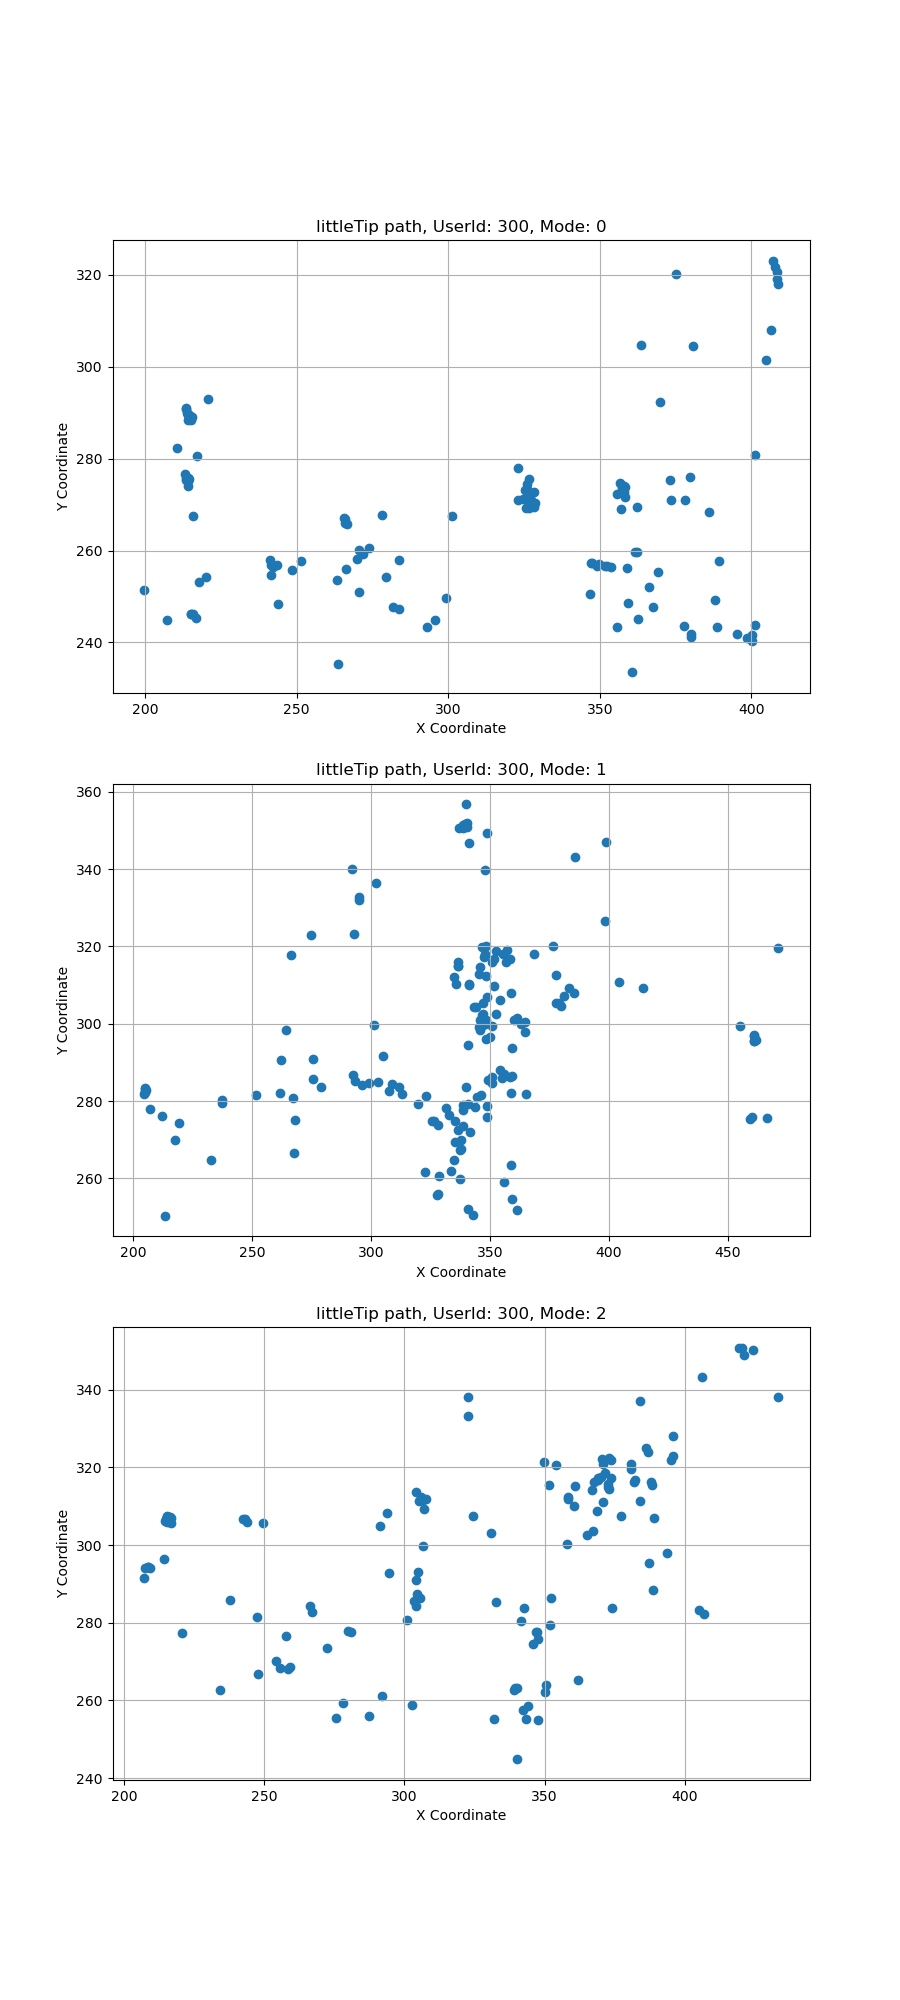 littleTip path, UserId: 300, Mode: 0
320
300
280
260
240
Y Coordinate
200 250 300 350 400
X Coordinate
littleTip path, UserId: 300, Mode: 1
360
340
320
300
280
260
Y Coordinate
200 250 300 350 400 450
X Coordinate
littleTip path, UserId: 300, Mode: 2
340
320
300
280
260
240
Y Coordinate
200 250 300 350 400
X Coordinate